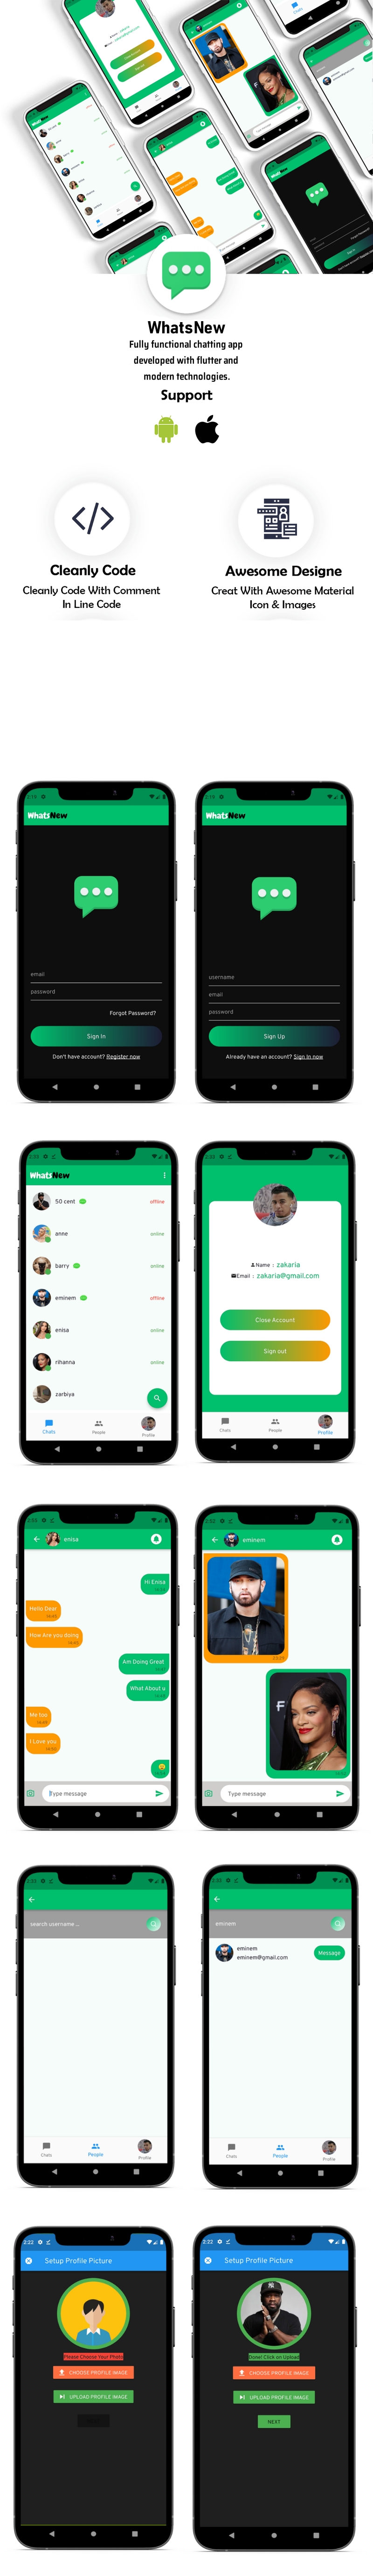 WhatsNew
Fully functional chatting app
developed with flutter and
modern technologies.
Support
Cleanly Code
Cleanly Code With Comment
In Line Code
Awesome Designe
Creat With Awesome Material
Icon & Images
WhatsNew
email
password
Forgot Password?
Sign In
Don't have account? Register now
WhatsNew
username
email
password
Sign Up
Already have an account? Sign In now
WhatsNew
50 cent
offline
anne
online
barry
online
eminem
offline
enisa
online
rihanna
online
zarbiya
Chats
People
Profile
Name : zakaria
Email : zakaria@gmail.com
Close Account
Sign out
Chats
People
Profile
enisa
Hi Enisa
Hello Dear
How Are you doing
Am Doing Great
What About u
Me too
I Love you
Type message
eminem
Type message
search username ...
Chats
People
Profile
eminem
eminem
eminem@gmail.com
Message
Chats
People
Profile
2:22
Setup Profile Picture
Please Choose Your Photo
CHOOSE PROFILE IMAGE
UPLOAD PROFILE IMAGE
2:22
Setup Profile Picture
Done! Click on Upload
CHOOSE PROFILE IMAGE
UPLOAD PROFILE IMAGE
NEXT